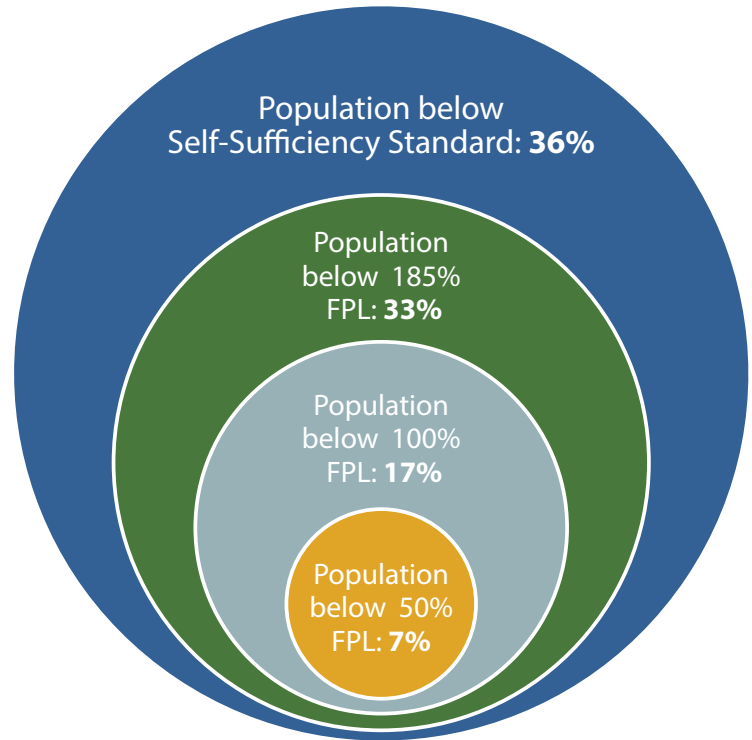 Population below
Self-Sufficiency Standard: 36%
Population
below 185%
FPL: 33%
Population
below 100%
FPL: 17%
Population
below 50%
FPL: 7%